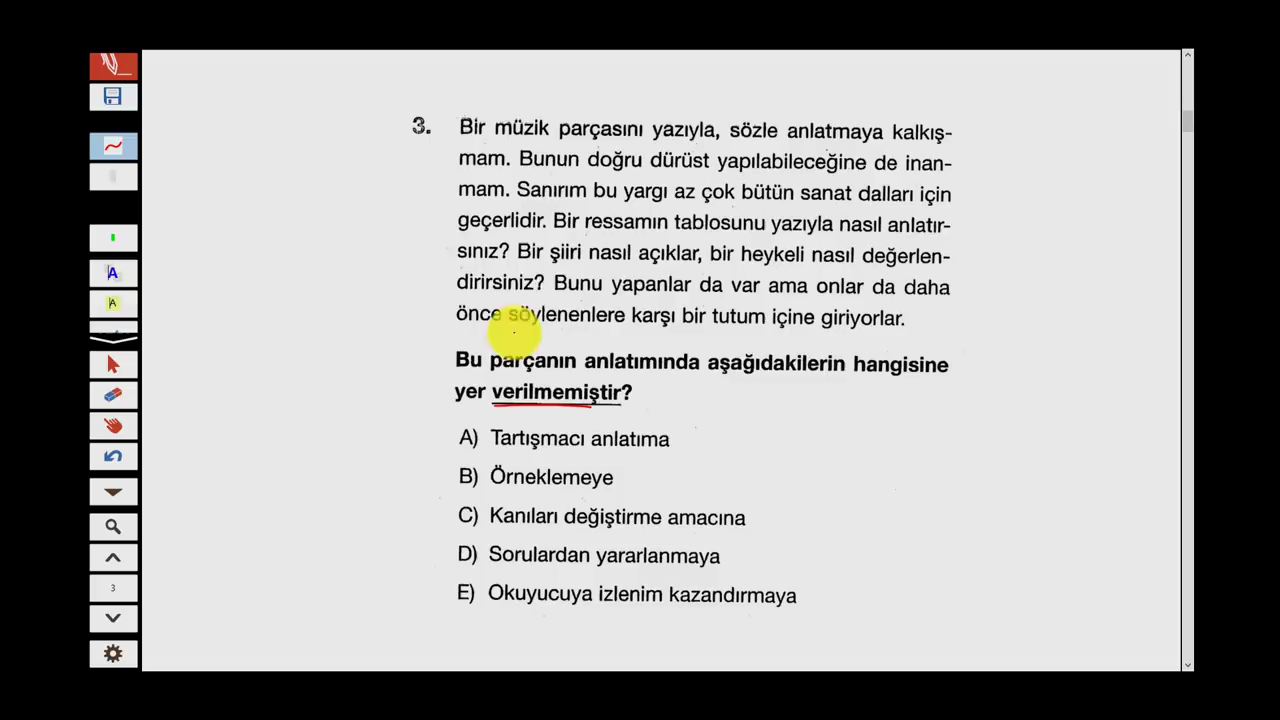 3. Bir müzik parçasını yazıyla, sözle anlatmaya kalkış-
mam. Bunun doğru dürüst yapılabileceğine de inan-
mam. Sanırım bu yargı az çok bütün sanat dalları için
geçerlidir. Bir ressamın tablosunu yazıyla nasıl anlatır-
sınız? Bir şiiri nasıl açıklar, bir heykeli nasıl değerlen-
dirirsiniz? Bunu yapanlar da var ama onlar da daha
önce söylenenlere karşı bir tutum içine giriyorlar.
Bu parçanın anlatımında aşağıdakilerin hangisine
yer verilmemiştir?
A) Tartışmacı anlatıma
B) Örneklemeye
C) Kanıları değiştirme amacına
D) Sorulardan yararlanmaya
E) Okuyucuya izlenim kazandırmaya
A
A
3